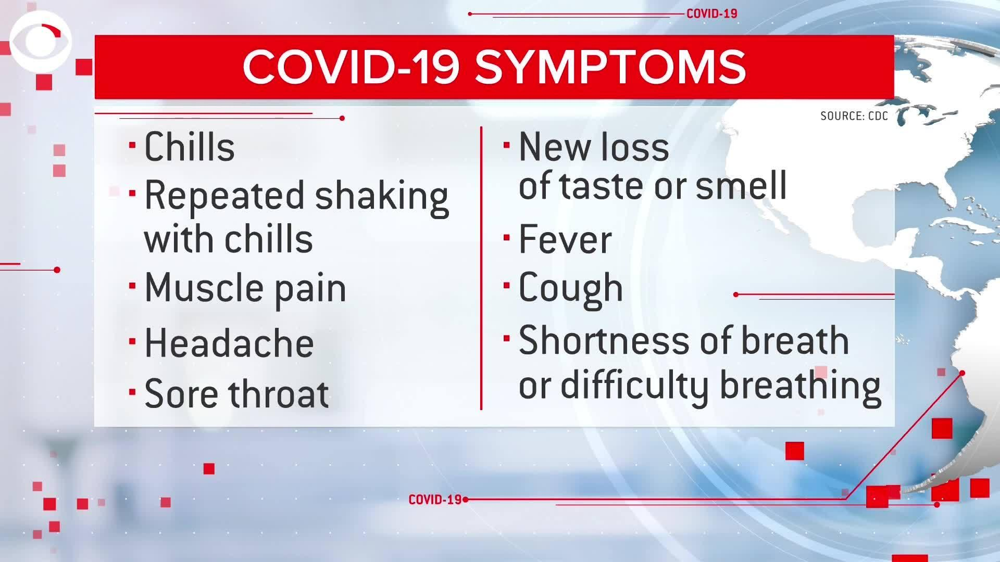 COVID-19
COVID-19 SYMPTOMS
SOURCE: CDC
Chills
Repeated shaking
with chills
Muscle pain
Headache
Sore throat
New loss
of taste or smell
Fever
Cough
Shortness of breath
or difficulty breathing
COVID-19